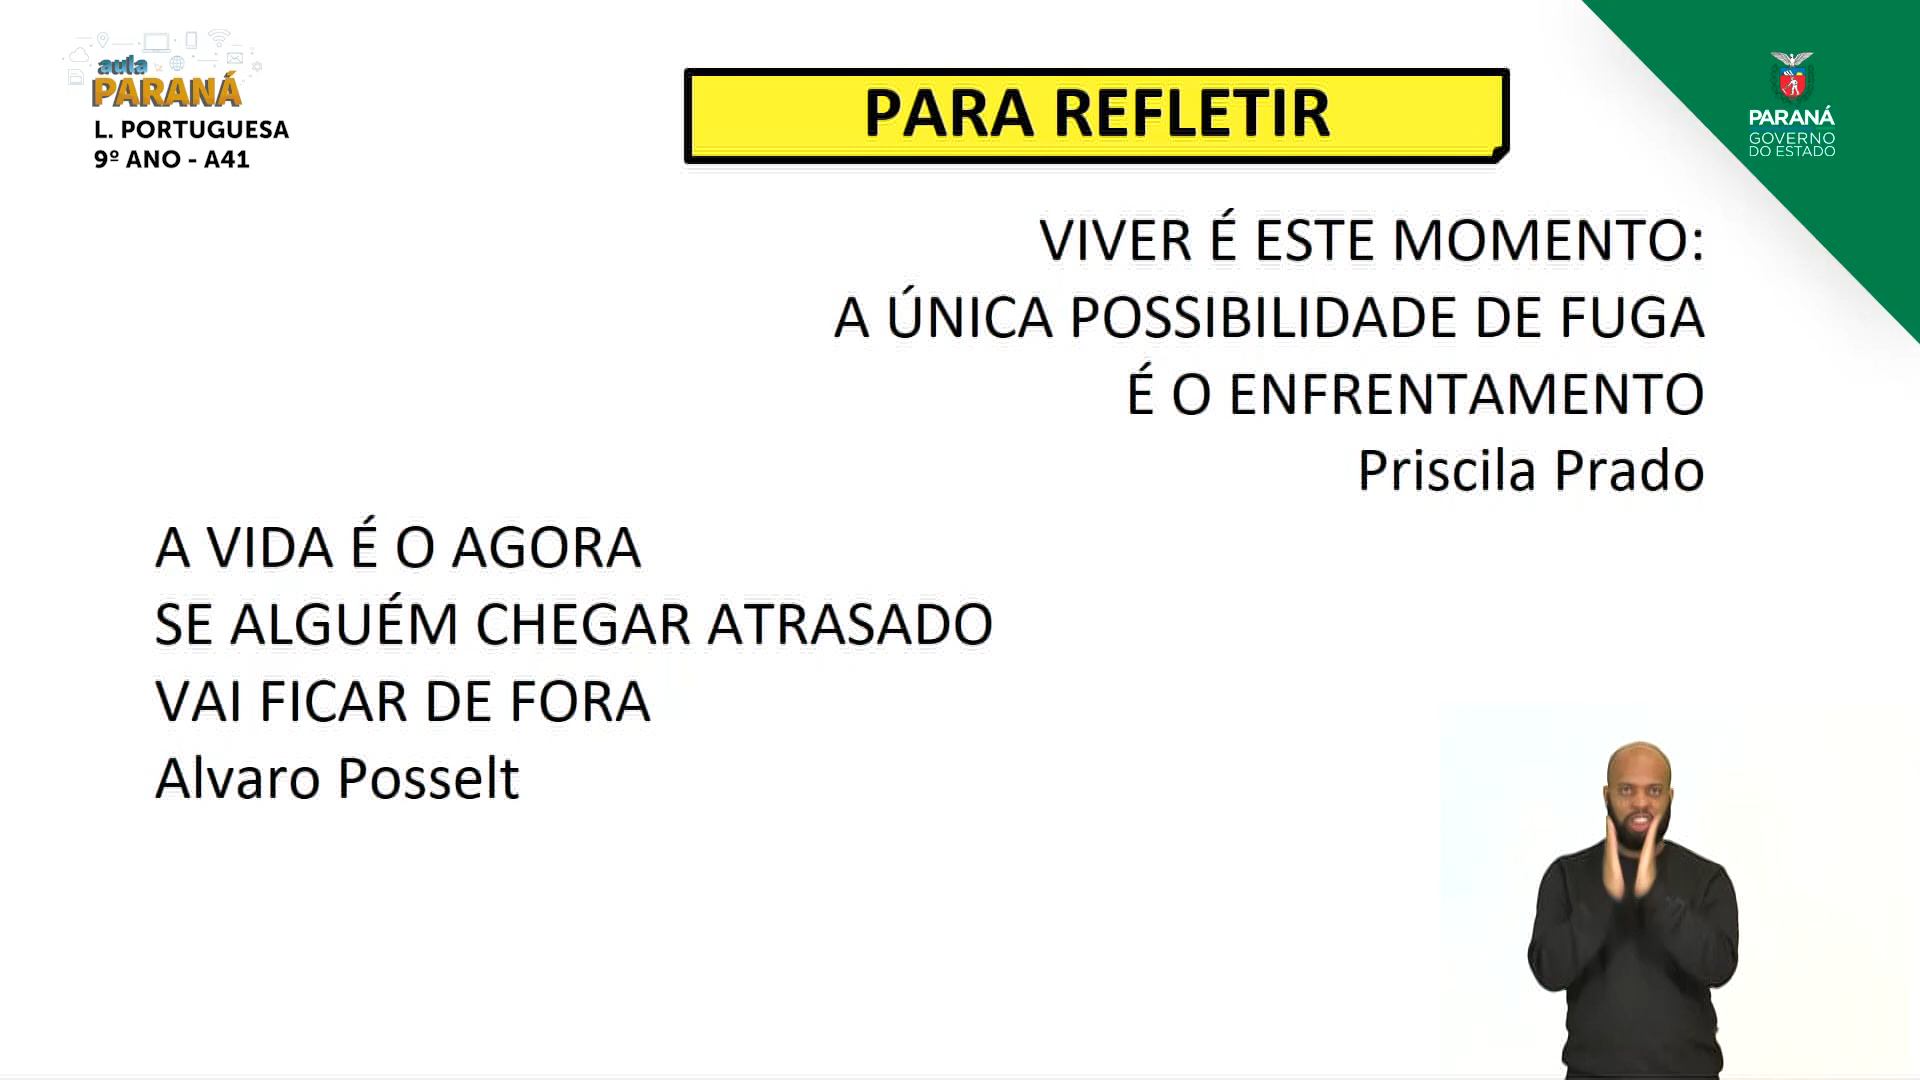 aula
PARANÁ
L. PORTUGUESA
9º ANO - A41
PARA REFLETIR
PARANÁ
GOVERNO
DO ESTADO
VIVER É ESTE MOMENTO:
A ÚNICA POSSIBILIDADE DE FUGA
É O ENFRENTAMENTO
Priscila Prado
A VIDA É O AGORA
SE ALGUÉM CHEGAR ATRASADO
VAI FICAR DE FORA
Alvaro Posselt